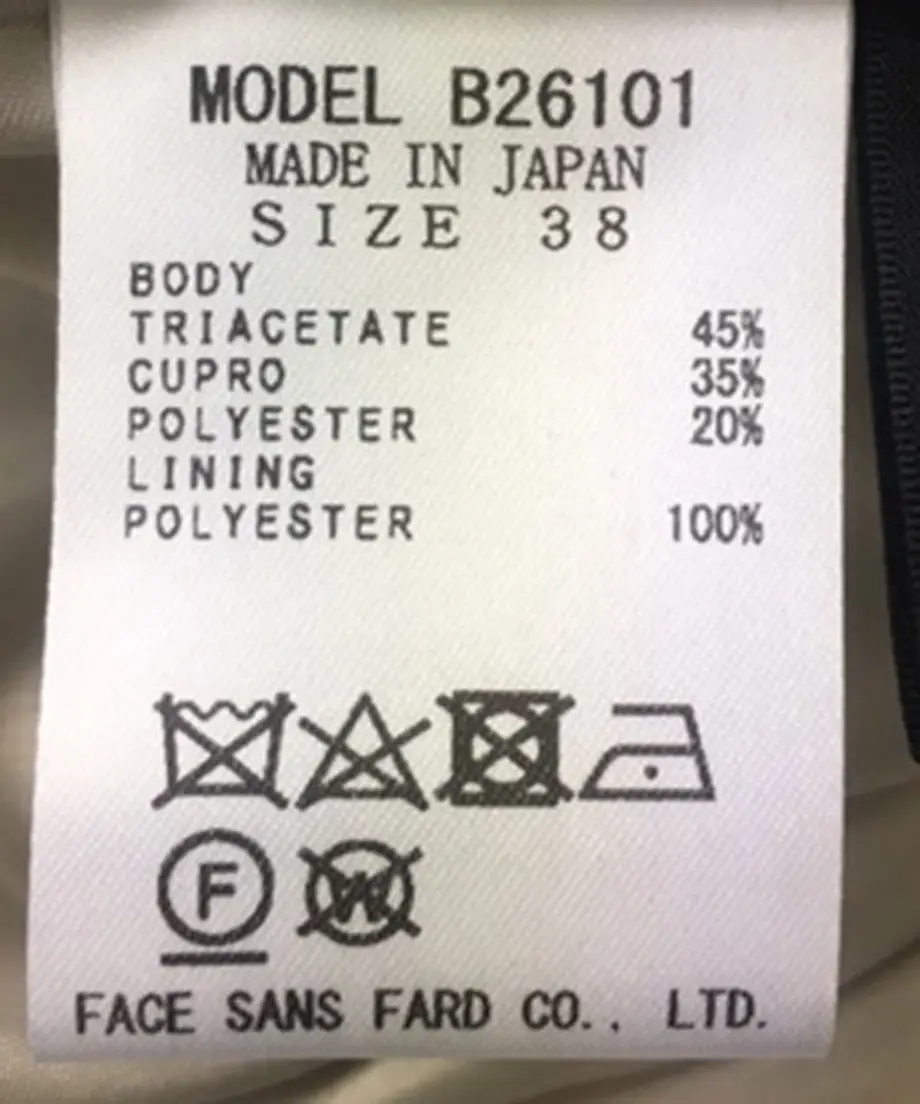 MODEL B26101
MADE IN JAPAN
SIZE 38
BODY
TRIACETATE 45%
CUPRO 35%
POLYESTER 20%
LINING
POLYESTER 100%
F W
FACE SANS FARD CO., LTD.